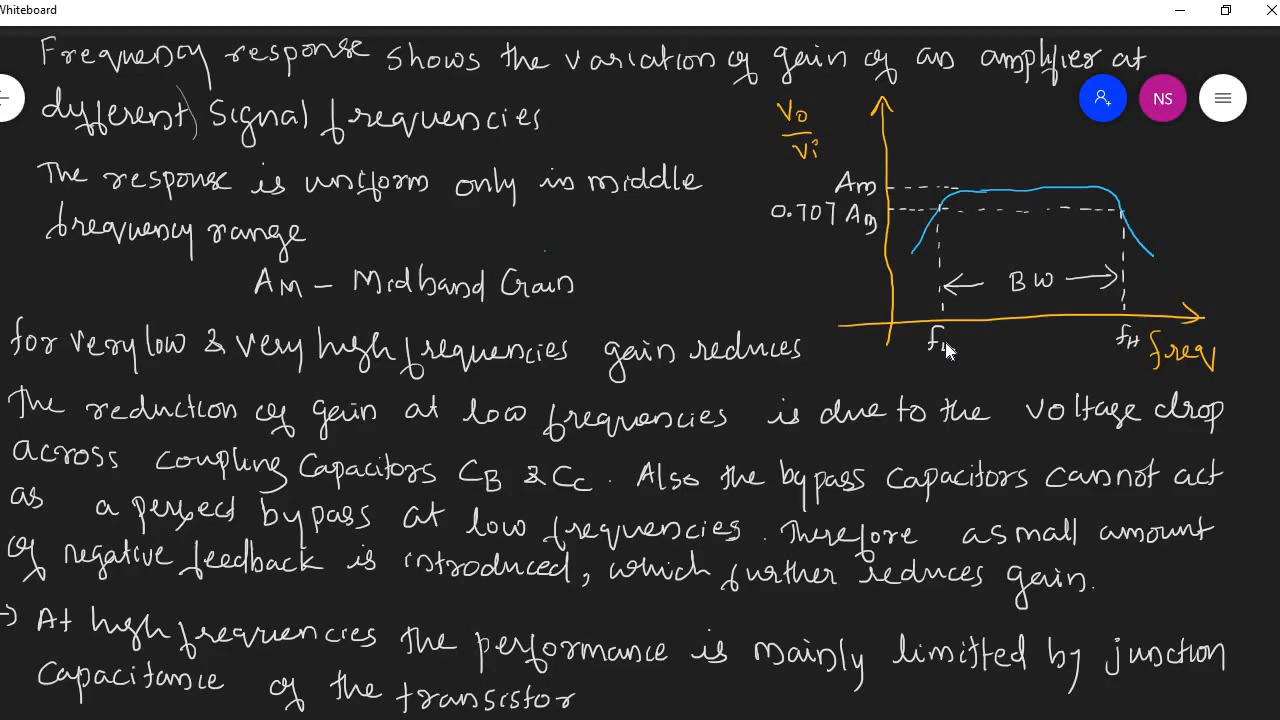 Whiteboard
Frequency response shows the variation of gain of an amplifier at
different signal frequencies
NS
Vo
Vi
The response is uniform only in middle
frequency range
Am
0.707 Am
AM - Midband Gain
BW
fL
fH
freq
for very low & very high frequencies gain reduces
The reduction of gain at low frequencies is due to the voltage drop
across coupling capacitors CB & CC. Also the bypass capacitors cannot act
as a perfect bypass at low frequencies. Therefore a small amount
of negative feedback is introduced, which further reduces gain.
→ At high frequencies the performance is mainly limitted by junction
capacitance of the transistor